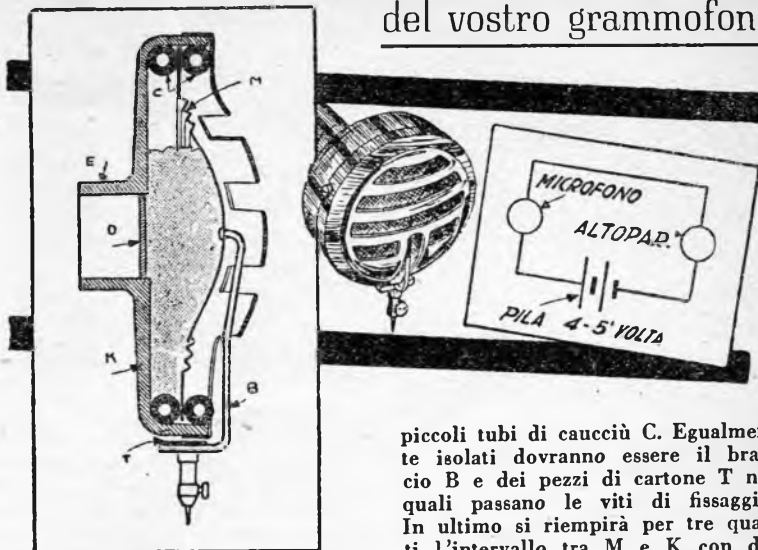 del vostro grammofon
C
M
E
D
K
B
T
MICROFONO
ALTOPAR.
PILA 4-5 VOLTA
piccoli tubi di caucciù C. Egualmen
te isolati dovranno essere il bra
cio B e dei pezzi di cartone T n
quali passano le viti di fissaggi
In ultimo si riempirà per tre qua
ti l'intervallo tra M e K con d